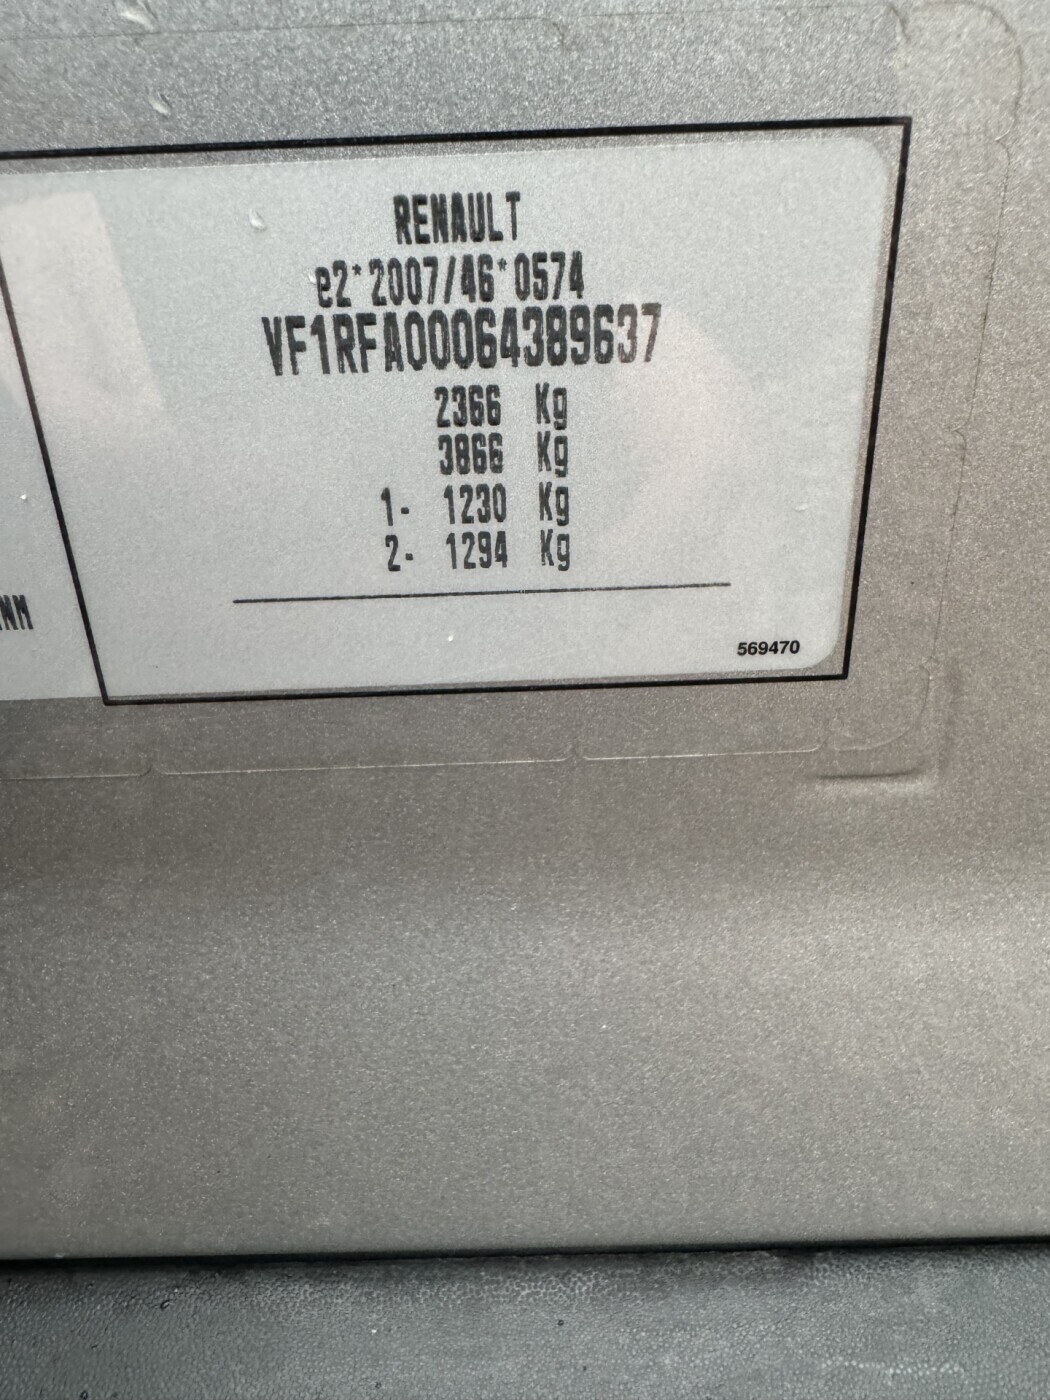 RENAULT
e2*2007/46*0574
VF1RFA00064389637
2366 Kg
3866 Kg
1- 1230 Kg
2- 1294 Kg
569470